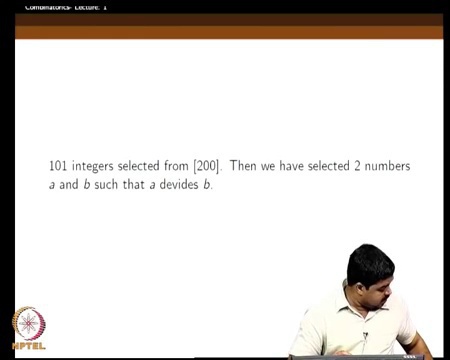 Combinatorics- Lecture: 1
101 integers selected from [200]. Then we have selected 2 numbers
a and b such that a devides b.
NPTEL